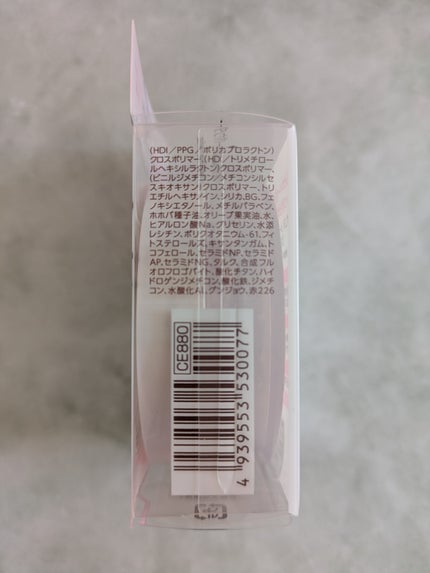 (HDI/PPG/ポリカプロラクトン)
クロスポリマー、(HDI/トリメチロー
ルヘキシルラクトン)クロスポリマー、
(ビニルジメチコン/メチコンシルセ
スキオキサン)クロスポリマー、トリ
エチルヘキサノイン、シリカ、BG、フェ
ノキシエタノール、メチルパラベン、
ホホバ種子油、オリーブ果実油、水、
ヒアルロン酸Na、グリセリン、水添
レシチン、ポリクオタニウム-61、フィ
トステロールズ、キサンタンガム、ト
コフェロール、セラミドNP、セラミド
AP、セラミドNG、タルク、合成フル
オロフロゴパイト、酸化チタン、ハイ
ドロゲンジメチコン、酸化鉄、ジメチ
コン、水酸化Al、グンジョウ、赤226
CE880
4 939553 530077